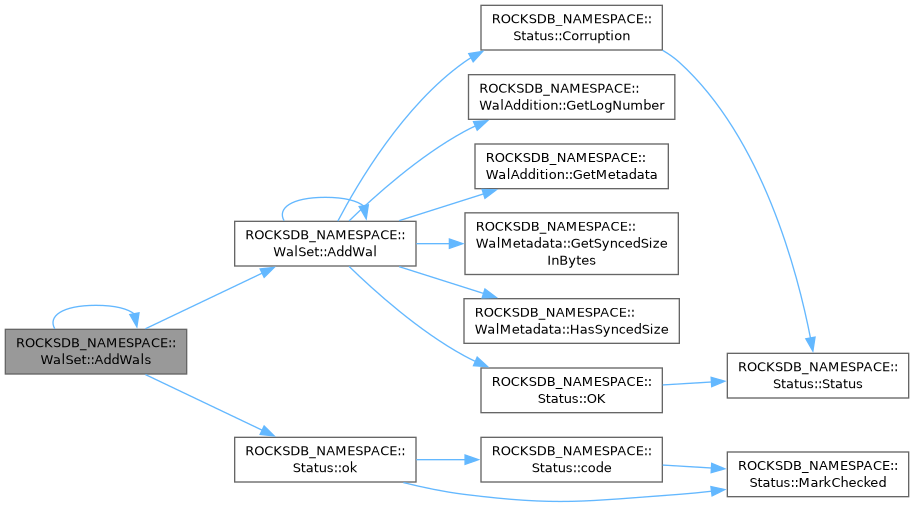 ROCKSDB_NAMESPACE::
Status::Corruption
ROCKSDB_NAMESPACE::
WalAddition::GetLogNumber
ROCKSDB_NAMESPACE::
WalAddition::GetMetadata
ROCKSDB_NAMESPACE::
WalSet::AddWal
ROCKSDB_NAMESPACE::
WalMetadata::GetSyncedSize
InBytes
ROCKSDB_NAMESPACE::
WalMetadata::HasSyncedSize
ROCKSDB_NAMESPACE::
WalSet::AddWals
ROCKSDB_NAMESPACE::
Status::OK
ROCKSDB_NAMESPACE::
Status::Status
ROCKSDB_NAMESPACE::
Status::ok
ROCKSDB_NAMESPACE::
Status::code
ROCKSDB_NAMESPACE::
Status::MarkChecked